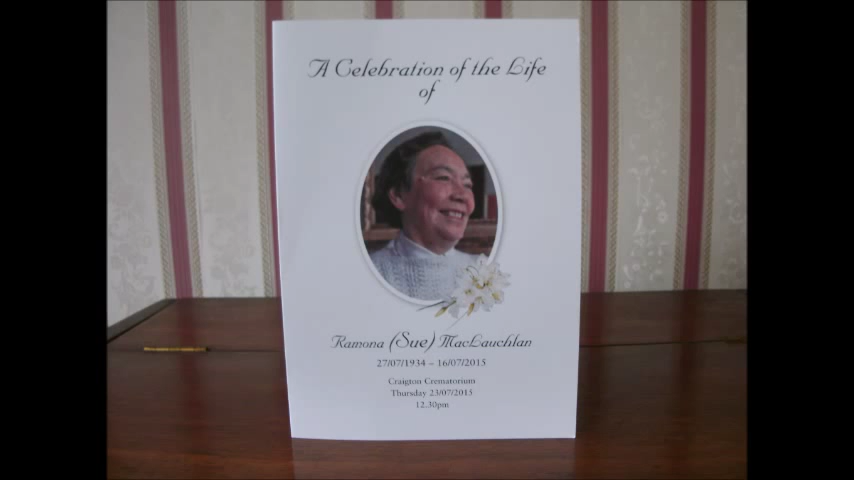 A Celebration of the Life
of
Ramona (Sue) MacLauchlan
27/07/1934 – 16/07/2015
Craigton Crematorium
Thursday 23/07/2015
12.30pm